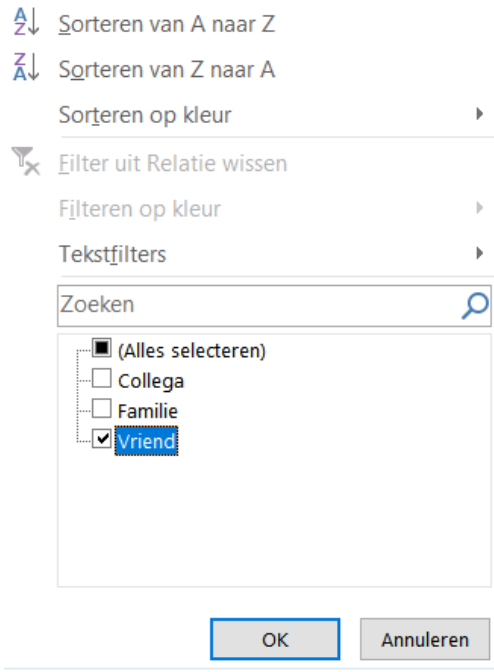 Sorteren van A naar Z
Sorteren van Z naar A
Sorteren op kleur
Filter uit Relatie wissen
Filteren op kleur
Tekstfilters
Zoeken
(Alles selecteren)
Collega
Familie
Vriend
OK Annuleren